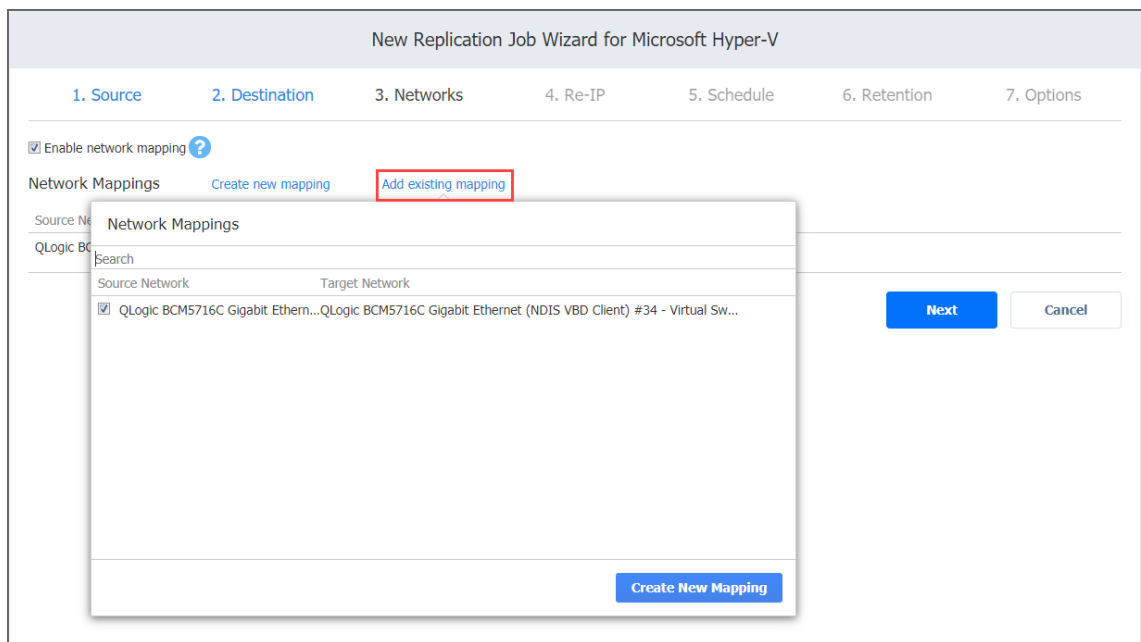 New Replication Job Wizard for Microsoft Hyper-V
1. Source 2. Destination 3. Networks 4. Re-IP 5. Schedule 6. Retention 7. Options
Enable network mapping ?
Network Mappings Create new mapping Add existing mapping
Source Ne
QLogic BC
Network Mappings
Search
Source Network Target Network
QLogic BCM5716C Gigabit Ethern...QLogic BCM5716C Gigabit Ethernet (NDIS VBD Client) #34 - Virtual Sw...
Create New Mapping
Next Cancel